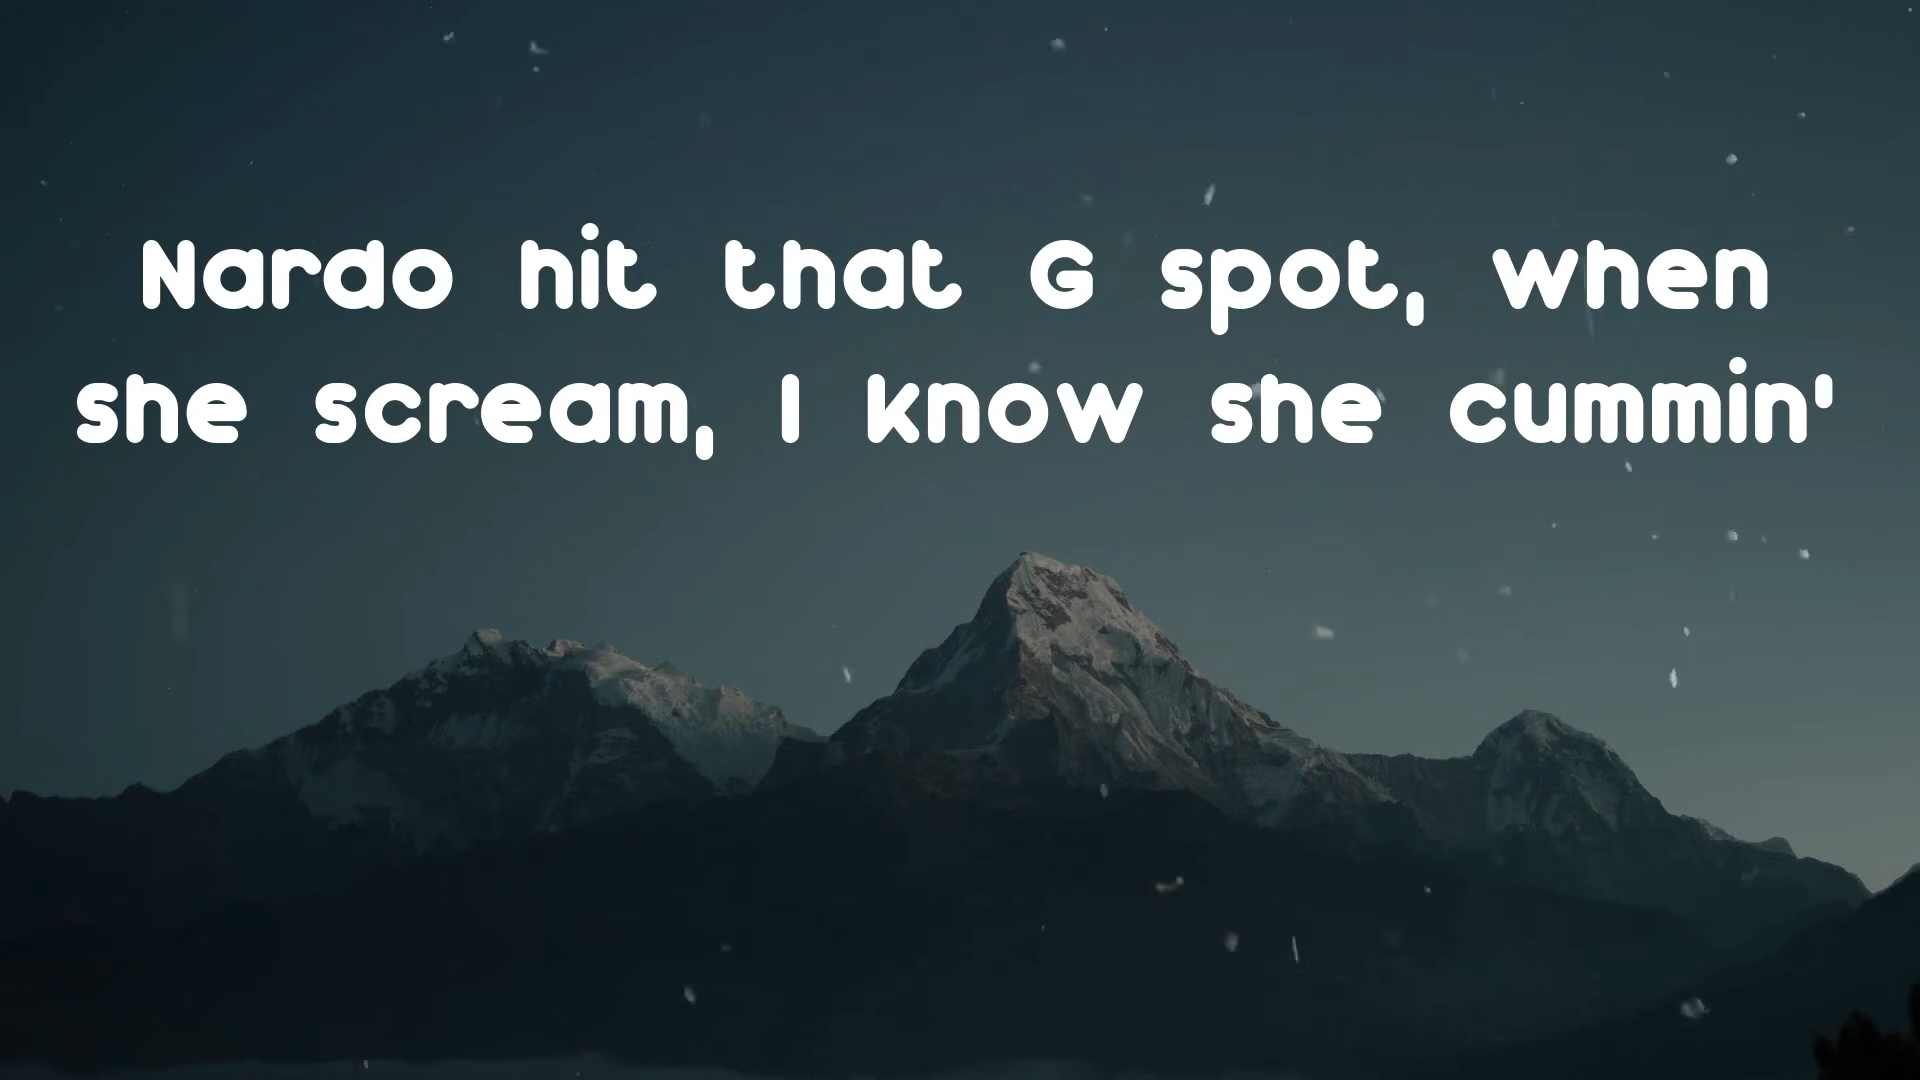 Nardo hit that G spot, when
she scream, I know she cummin'